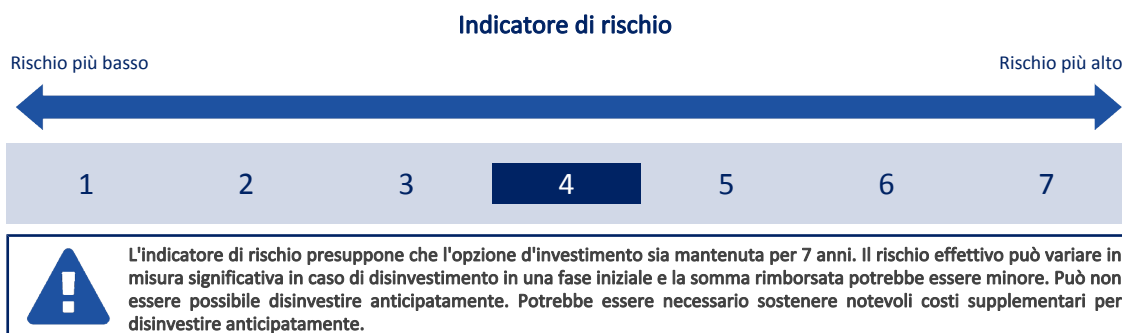 Indicatore di rischio
Rischio più basso
Rischio più alto
1 2 3 4 5 6 7
L'indicatore di rischio presuppone che l'opzione d'investimento sia mantenuta per 7 anni. Il rischio effettivo può variare in
misura significativa in caso di disinvestimento in una fase iniziale e la somma rimborsata potrebbe essere minore. Può non
essere possibile disinvestire anticipatamente. Potrebbe essere necessario sostenere notevoli costi supplementari per
disinvestire anticipatamente.